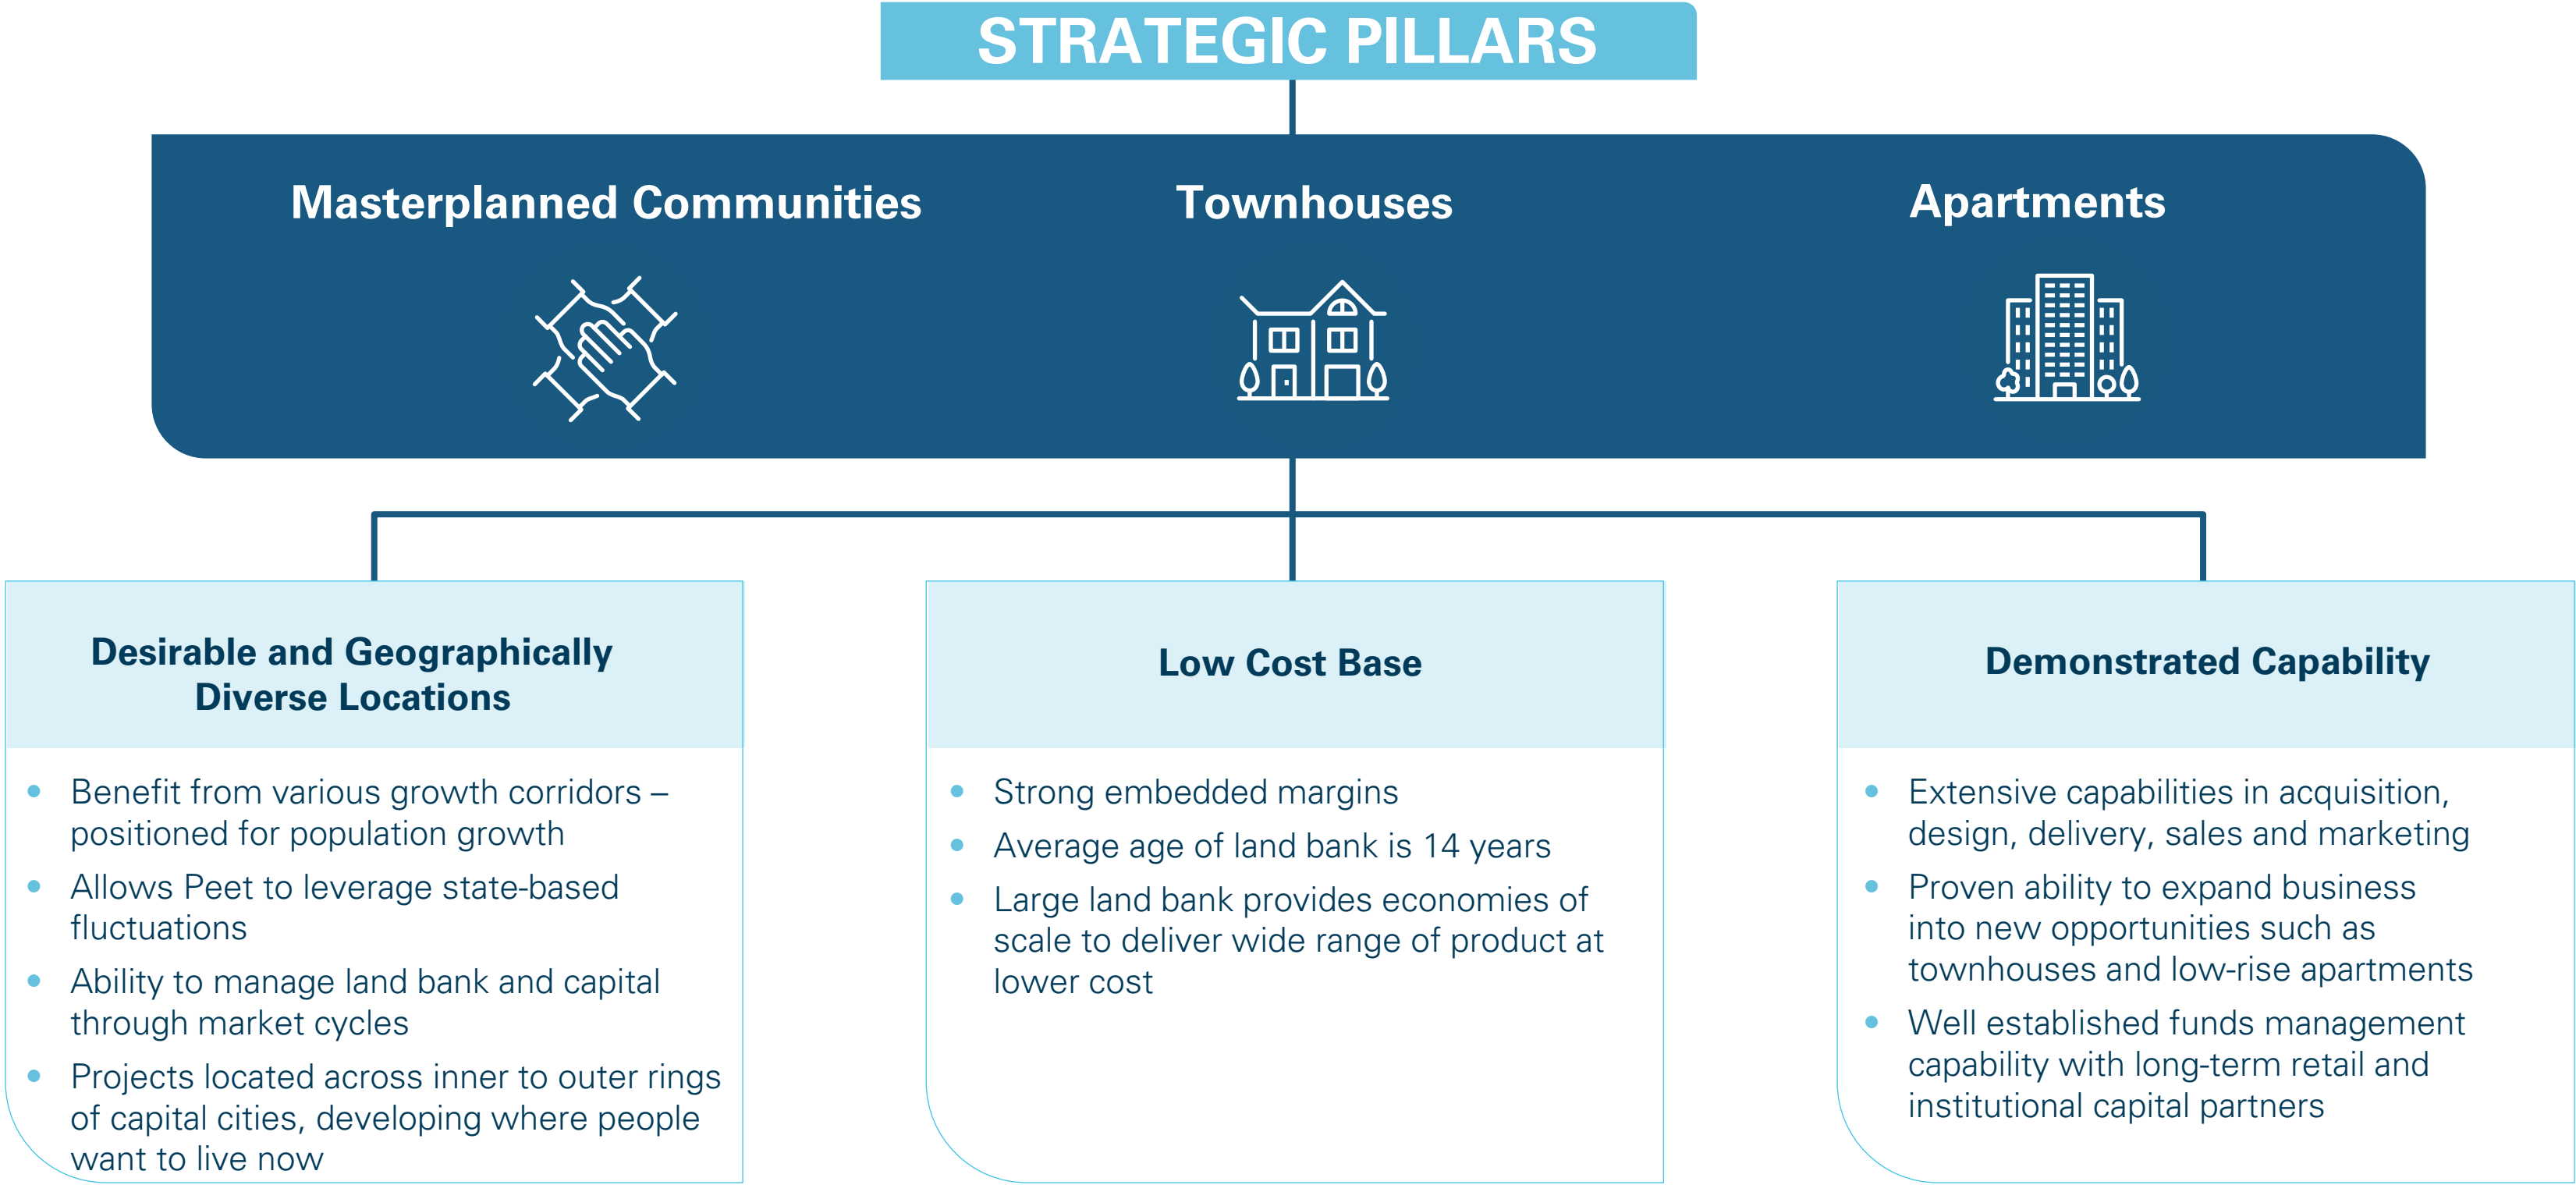 STRATEGIC PILLARS
Masterplanned Communities
Townhouses
Apartments
Desirable and Geographically
Diverse Locations
• Benefit from various growth corridors –
positioned for population growth
• Allows Peet to leverage state-based
fluctuations
• Ability to manage land bank and capital
through market cycles
• Projects located across inner to outer rings
of capital cities, developing where people
want to live now
Low Cost Base
• Strong embedded margins
• Average age of land bank is 14 years
• Large land bank provides economies of
scale to deliver wide range of product at
lower cost
Demonstrated Capability
• Extensive capabilities in acquisition,
design, delivery, sales and marketing
• Proven ability to expand business
into new opportunities such as
townhouses and low-rise apartments
• Well established funds management
capability with long-term retail and
institutional capital partners